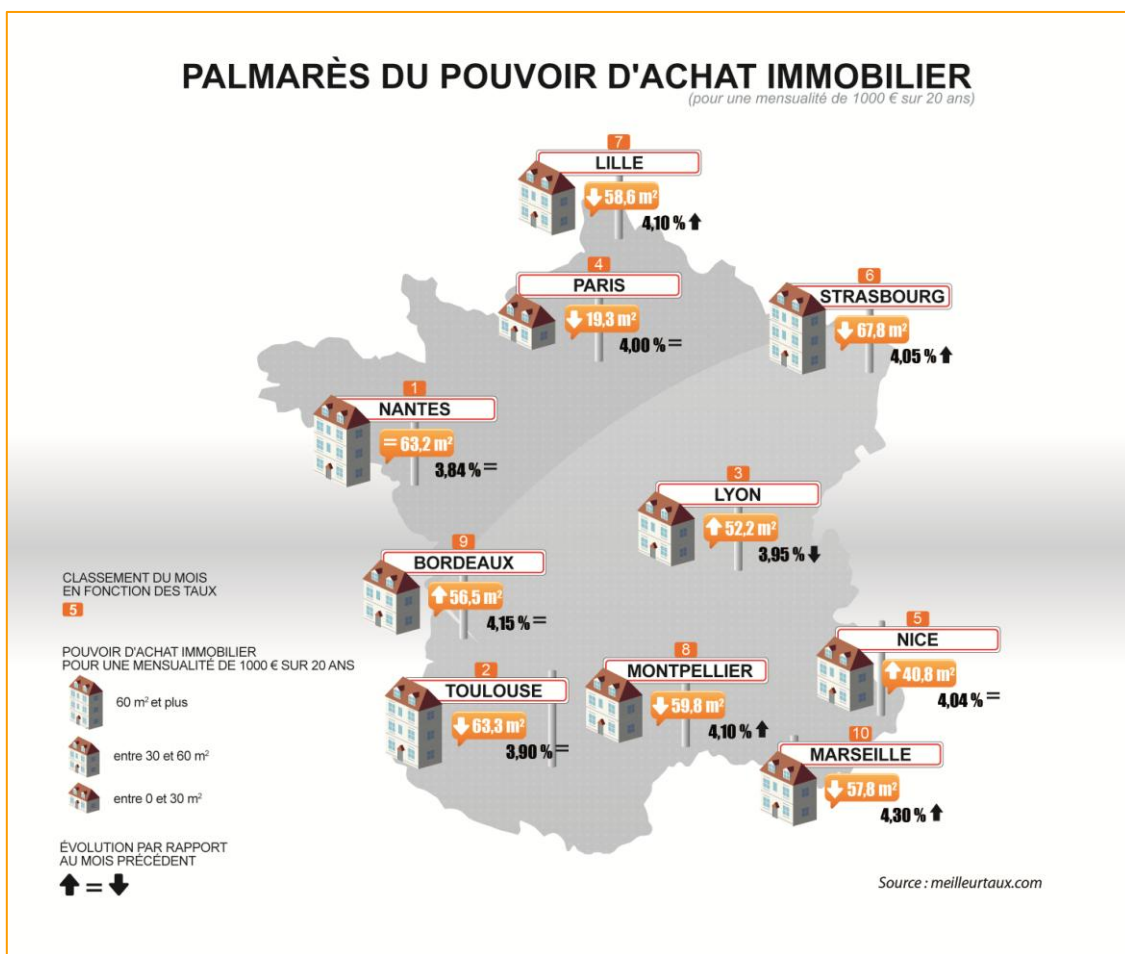 PALMARÈS DU POUVOIR D'ACHAT IMMOBILIER
(pour une mensualité de 1000 € sur 20 ans)
7
LILLE
58,6 m²
4,10 %
4
PARIS
19,3 m²
4,00 % =
6
STRASBOURG
67,8 m²
4,05 %
1
NANTES
= 63,2 m²
3,84 % =
3
LYON
52,2 m²
3,95 %
9
BORDEAUX
56,5 m²
4,15 % =
5
NICE
40,8 m²
4,04 % =
2
TOULOUSE
63,3 m²
3,90 % =
8
MONTPELLIER
59,8 m²
4,10 %
10
MARSEILLE
57,8 m²
4,30 %
CLASSEMENT DU MOIS
EN FONCTION DES TAUX
5
POUVOIR D'ACHAT IMMOBILIER
POUR UNE MENSUALITÉ DE 1000 € SUR 20 ANS
60 m² et plus
entre 30 et 60 m²
entre 0 et 30 m²
ÉVOLUTION PAR RAPPORT
AU MOIS PRÉCÉDENT
=
Source : meilleurtaux.com